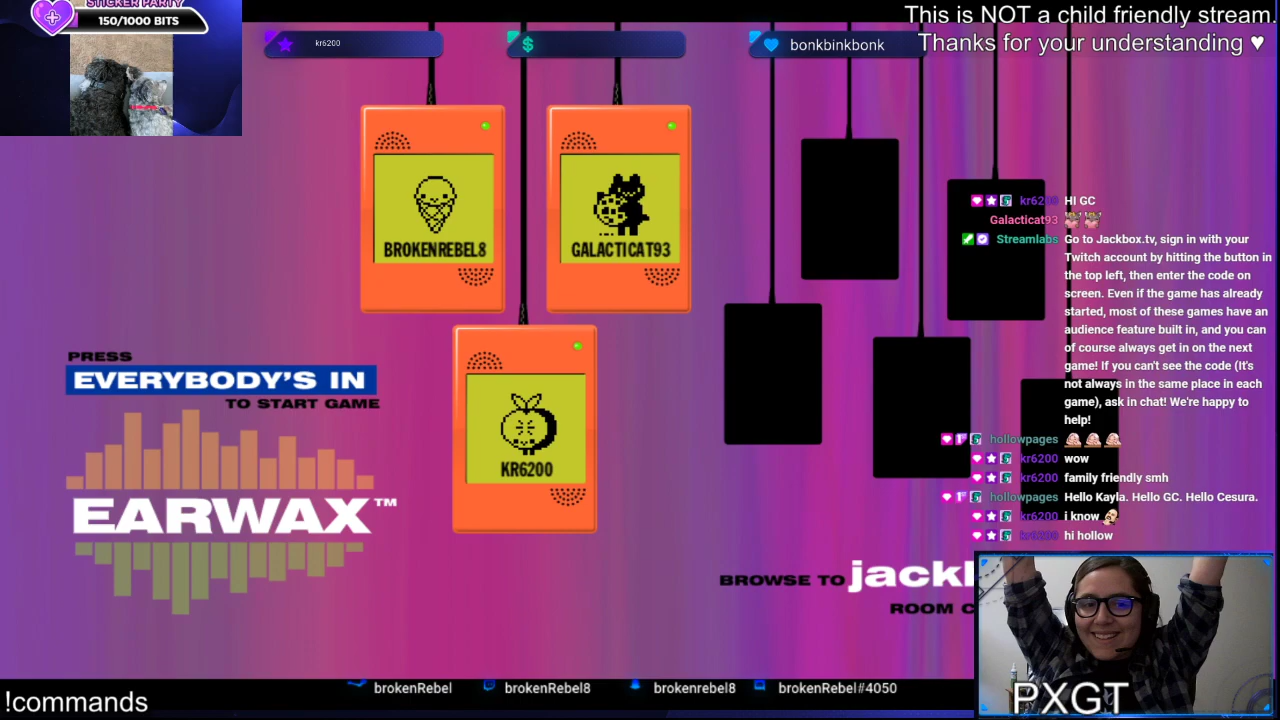 STICKER PARTY
150/1000 BITS
kr6200
$
bonkbinkbonk
This is NOT a child friendly stream.
Thanks for your understanding ♥
BROKENREBEL8
GALACTICAT93
KR6200
PRESS
EVERYBODY'S IN
TO START GAME
EARWAX™
BROWSE TO jackb
ROOM C
kr6200 HI GC
Galacticat93
Streamlabs Go to Jackbox.tv, sign in with your
Twitch account by hitting the button in
the top left, then enter the code on
screen. Even if the game has already
started, most of these games have an
audience feature built in, and you can
of course always get in on the next
game! If you can't see the code (It's
not always in the same place in each
game), ask in chat! We're happy to
help!
hollowpages
kr6200 wow
kr6200 family friendly smh
hollowpages Hello Kayla. Hello GC. Hello Cesura.
kr6200 i know
kr6200 hi hollow
PXGT
!commands
brokenRebel brokenRebel8 brokenrebel8 brokenRebel#4050